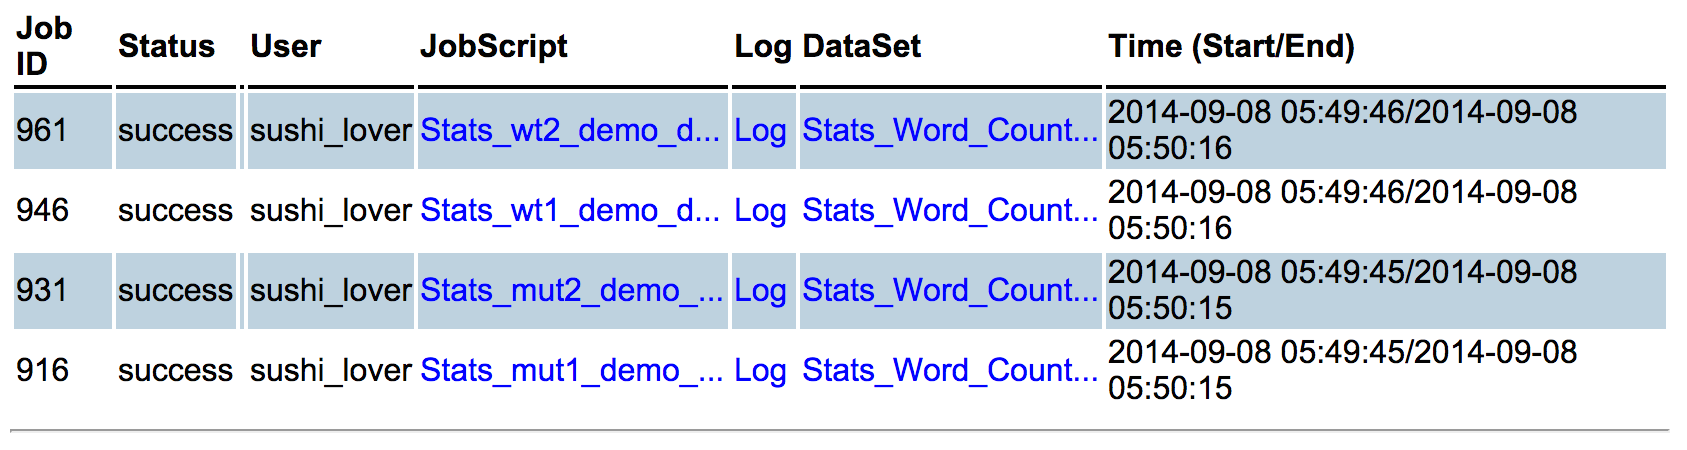 Job ID Status User JobScript Log DataSet Time (Start/End)
961 success sushi_lover Stats_wt2_demo_d... Log Stats_Word_Count... 2014-09-08 05:49:46/2014-09-08
05:50:16
946 success sushi_lover Stats_wt1_demo_d... Log Stats_Word_Count... 2014-09-08 05:49:46/2014-09-08
05:50:16
931 success sushi_lover Stats_mut2_demo_... Log Stats_Word_Count... 2014-09-08 05:49:45/2014-09-08
05:50:15
916 success sushi_lover Stats_mut1_demo_... Log Stats_Word_Count... 2014-09-08 05:49:45/2014-09-08
05:50:15